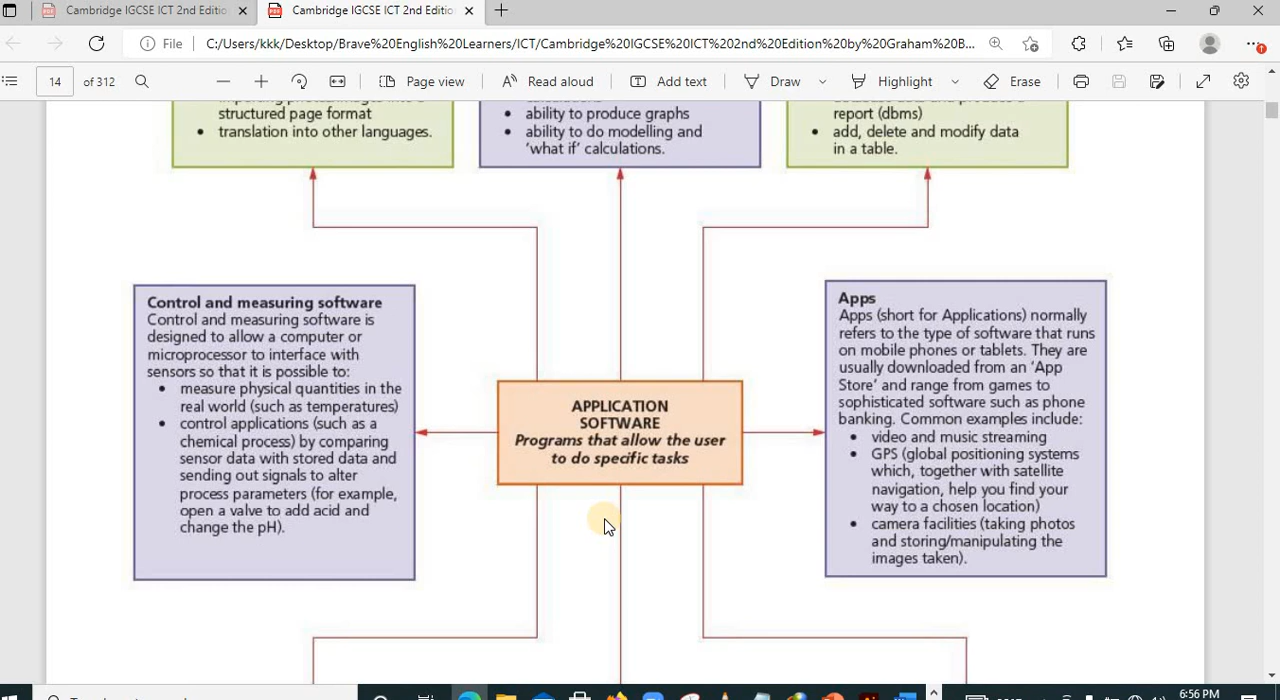 Cambridge IGCSE ICT 2nd Editio
Cambridge IGCSE ICT 2nd Editio
File
C:/Users/kkk/Desktop/Brave%20English%20Learners/ICT/Cambridge%20IGCSE%20ICT%202nd%20Edition%20by%20Graham%20B...
14 of 312
Page view
Read aloud
Add text
Draw
Highlight
Erase
structured page format
• translation into other languages.
• ability to produce graphs
• ability to do modelling and
'what if' calculations.
report (dbms)
• add, delete and modify data
in a table.
Control and measuring software
Control and measuring software is
designed to allow a computer or
microprocessor to interface with
sensors so that it is possible to:
• measure physical quantities in the
real world (such as temperatures)
• control applications (such as a
chemical process) by comparing
sensor data with stored data and
sending out signals to alter
process parameters (for example,
open a valve to add acid and
change the pH).
APPLICATION
SOFTWARE
Programs that allow the user
to do specific tasks
Apps
Apps (short for Applications) normally
refers to the type of software that runs
on mobile phones or tablets. They are
usually downloaded from an 'App
Store' and range from games to
sophisticated software such as phone
banking. Common examples include:
• video and music streaming
• GPS (global positioning systems
which, together with satellite
navigation, help you find your
way to a chosen location)
• camera facilities (taking photos
and storing/manipulating the
images taken).
6:56 PM